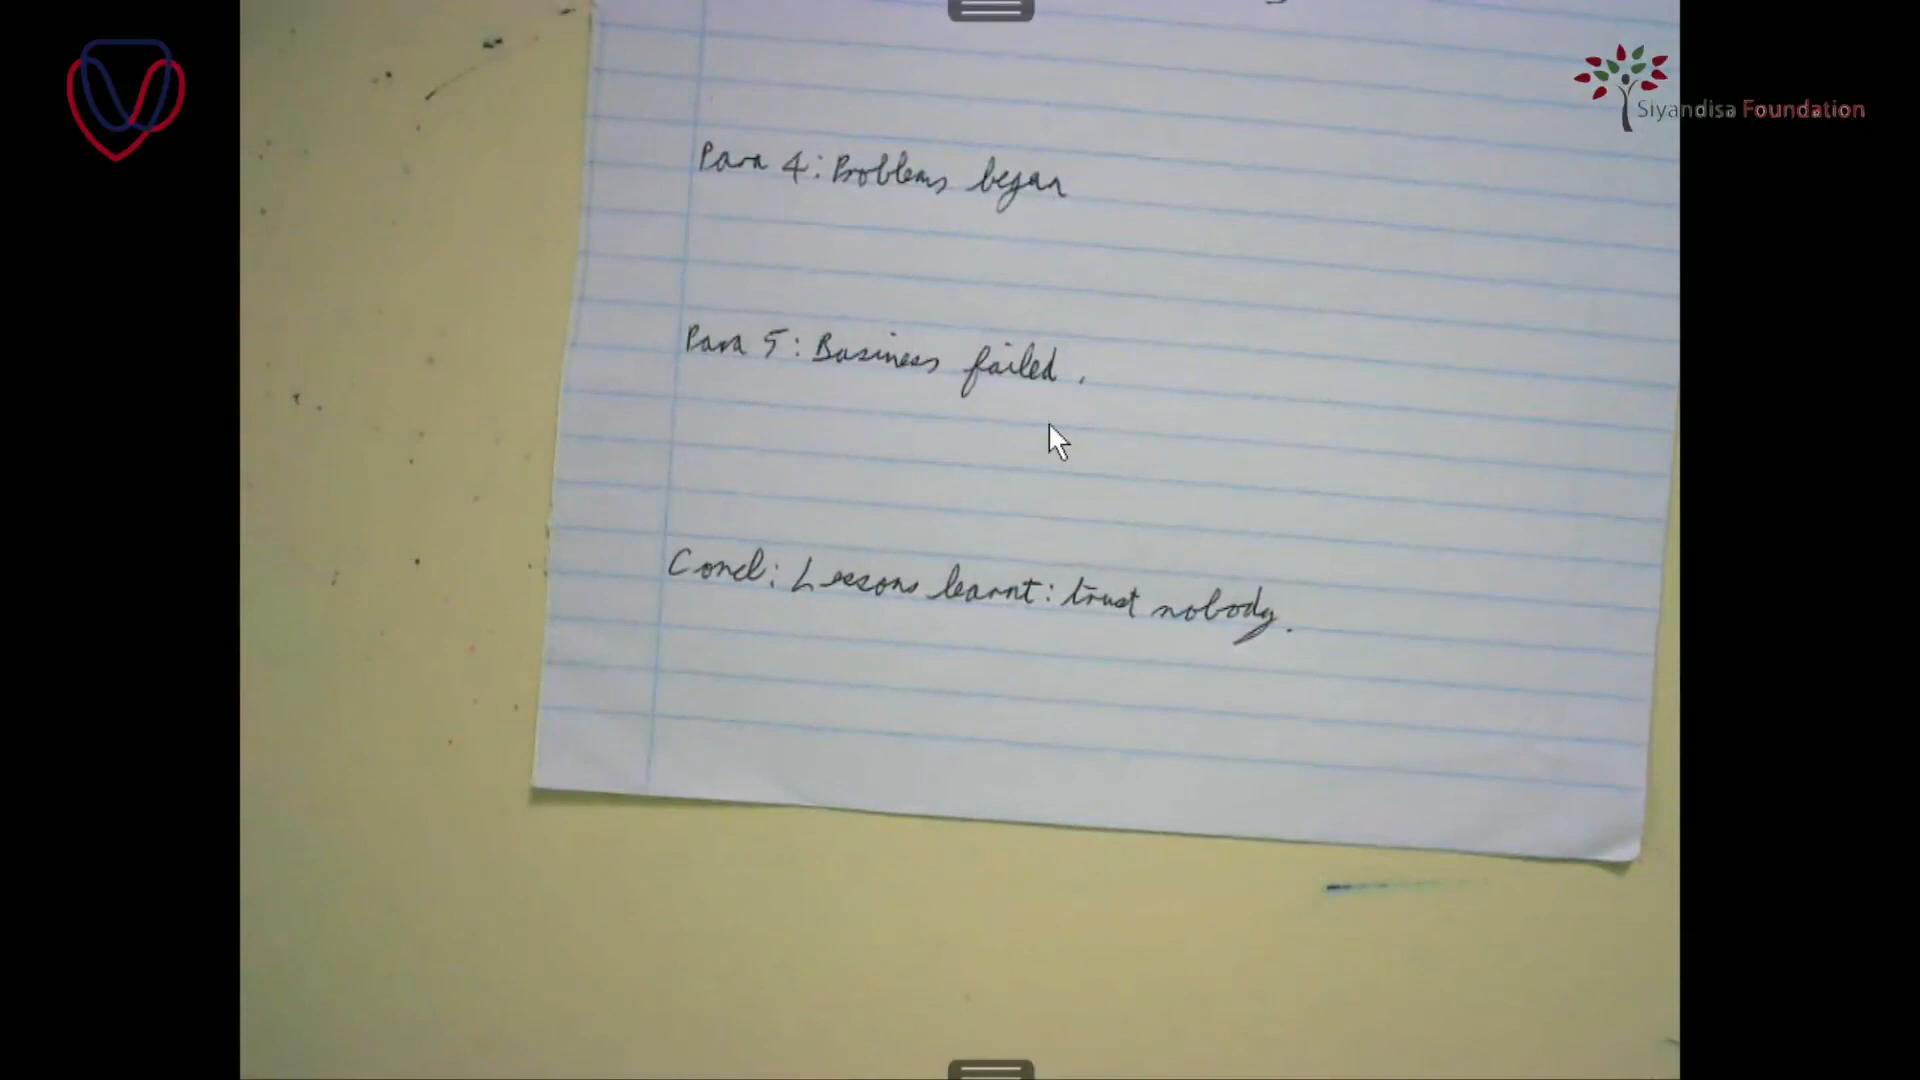 Siyandisa Foundation
Para 4: Problems began
Para 5: Business failed.
Concl: Lessons learnt: trust nobody.